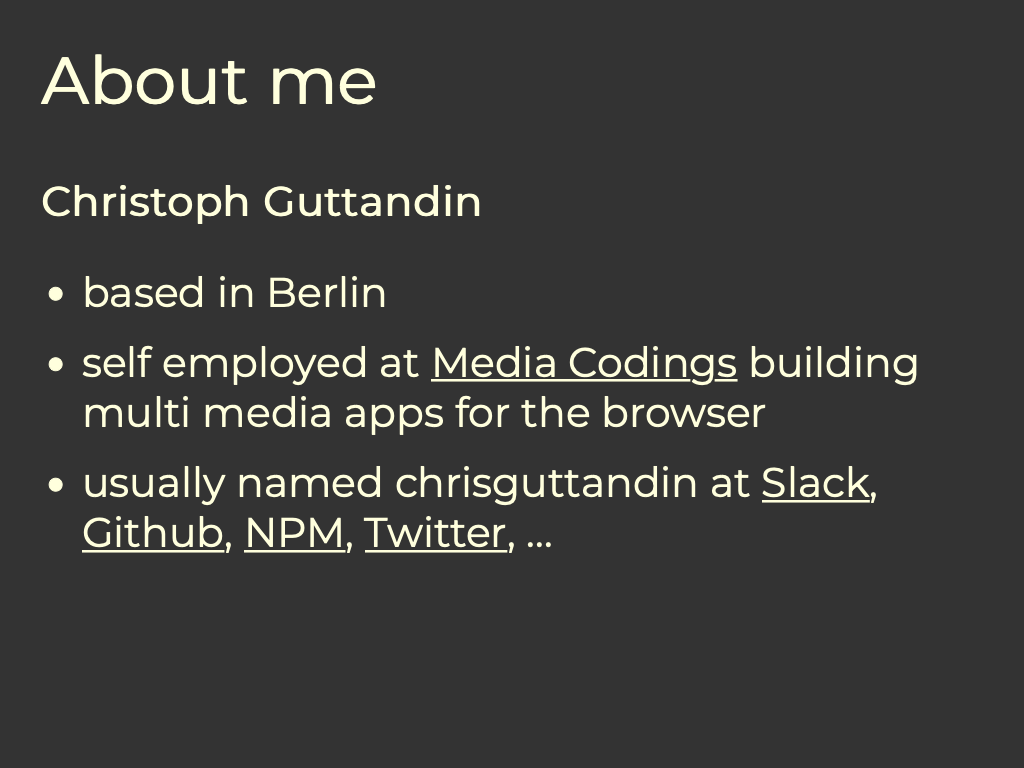 About me
Christoph Guttandin
• based in Berlin
• self employed at Media Codings building
multi media apps for the browser
• usually named chrisguttandin at Slack,
Github, NPM, Twitter, ...